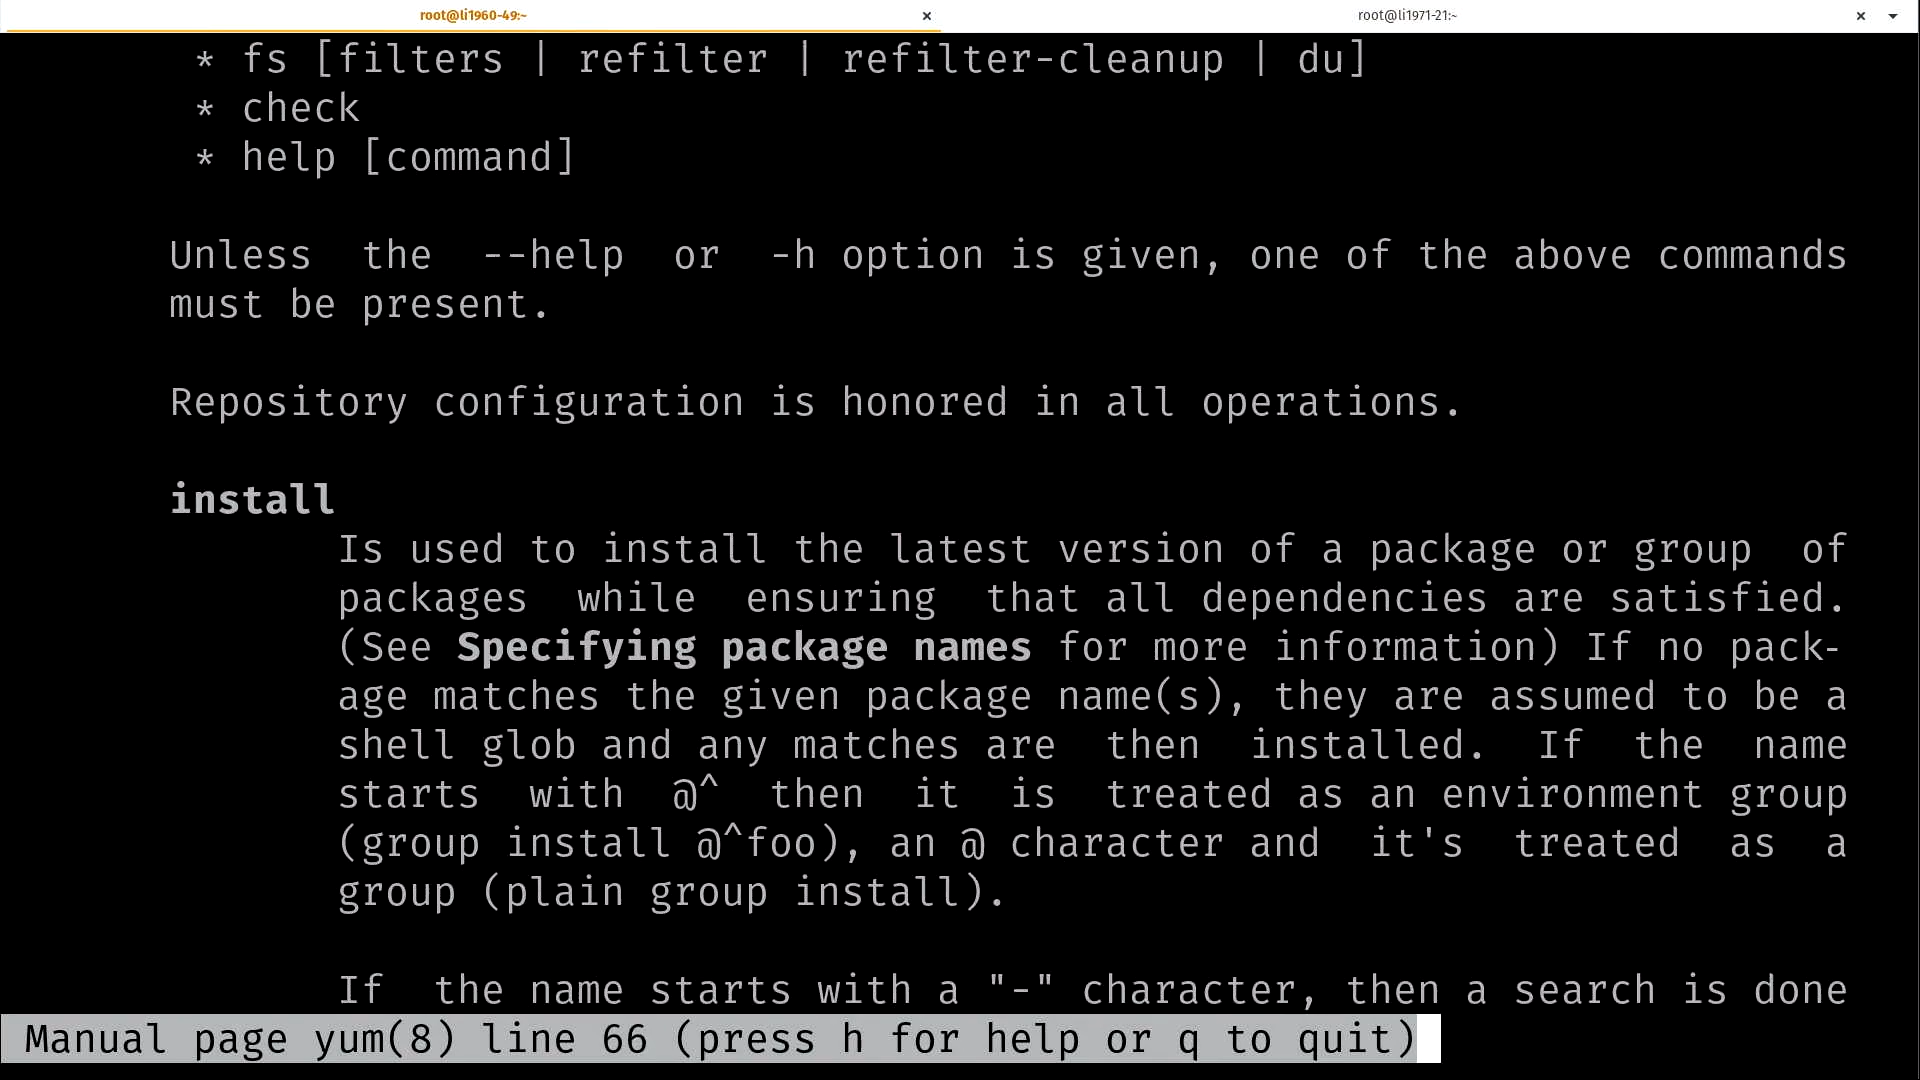 root@li1960-49:~ × root@li1971-21:~ ×
* fs [filters | refilter | refilter-cleanup | du]
* check
* help [command]
Unless the --help or -h option is given, one of the above commands
must be present.
Repository configuration is honored in all operations.
install
Is used to install the latest version of a package or group of
packages while ensuring that all dependencies are satisfied.
(See Specifying package names for more information) If no pack-
age matches the given package name(s), they are assumed to be a
shell glob and any matches are then installed. If the name
starts with @^ then it is treated as an environment group
(group install @^foo), an @ character and it's treated as a
group (plain group install).
If the name starts with a "-" character, then a search is done
Manual page yum(8) line 66 (press h for help or q to quit)